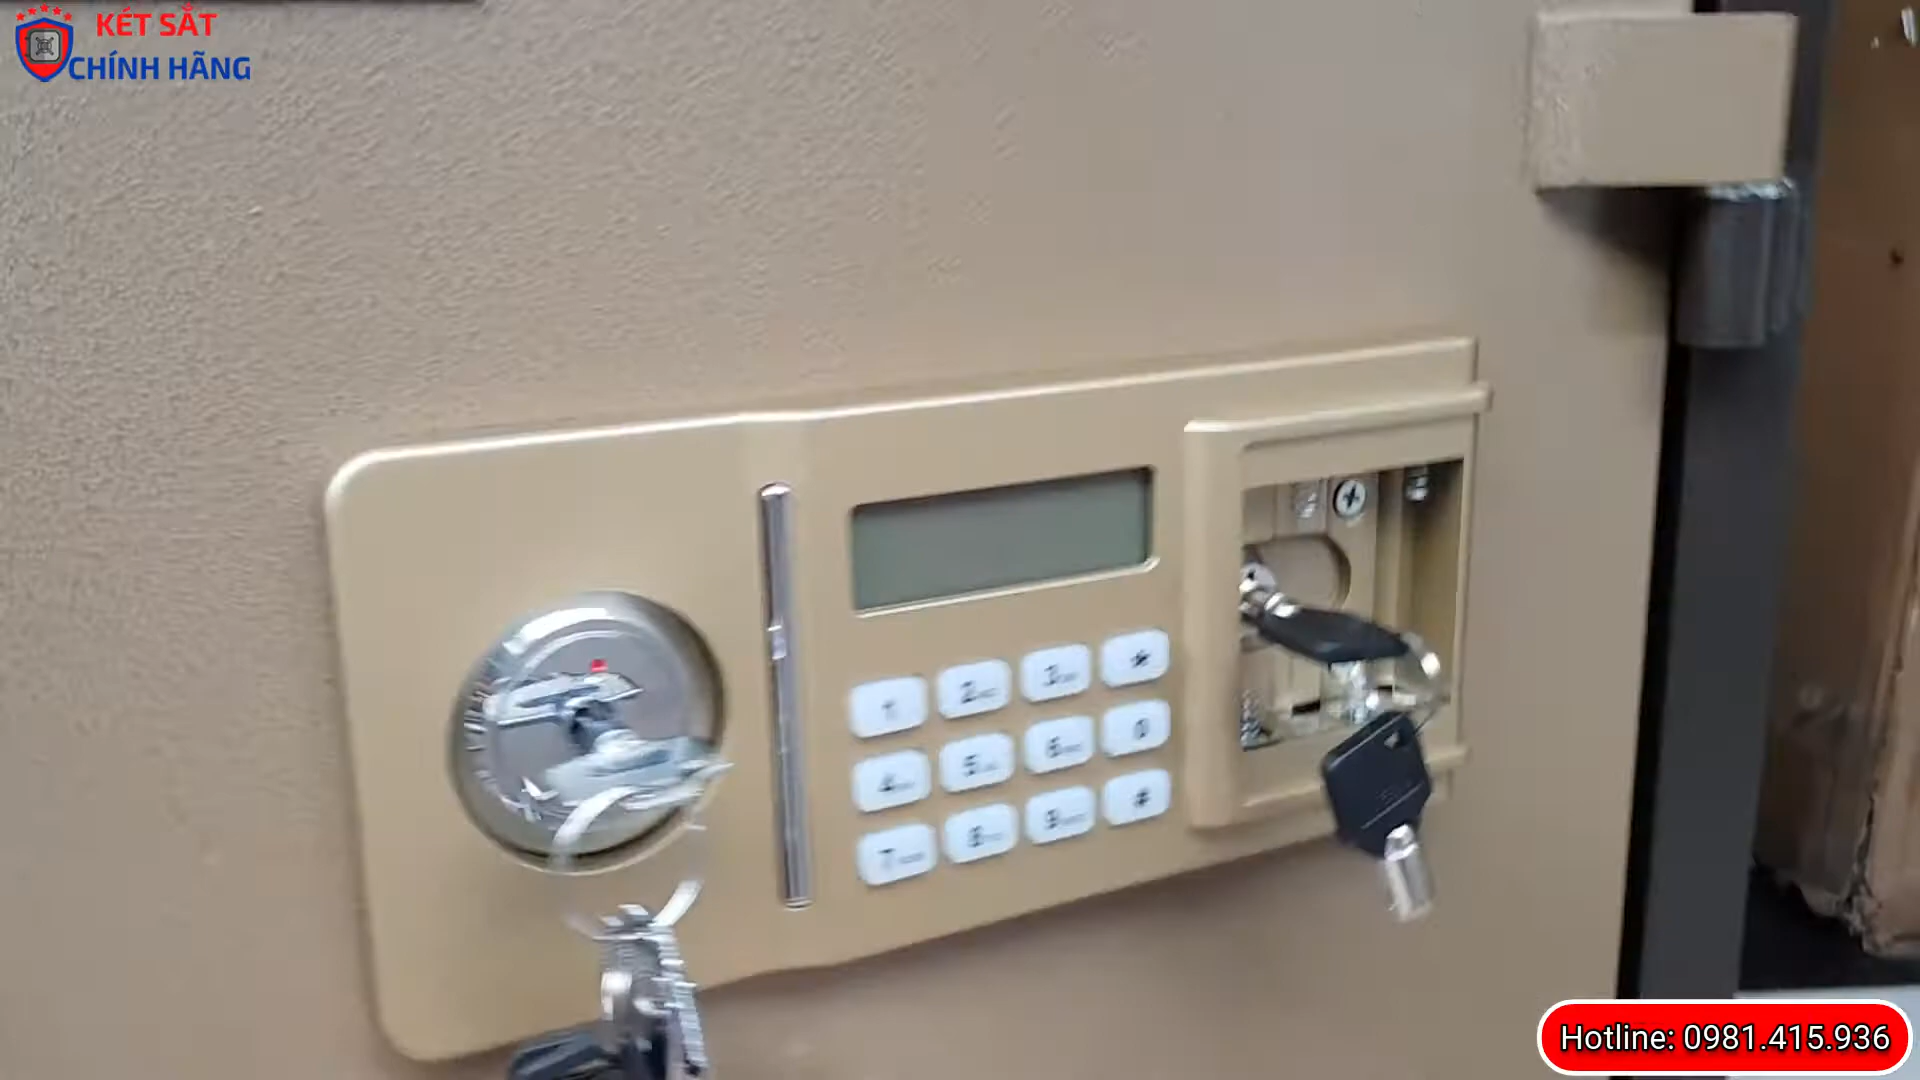 KÉT SẮT
CHÍNH HÃNG
1 2 3 *
4 5 6 0
7 8 9 #
Hotline: 0981.415.936